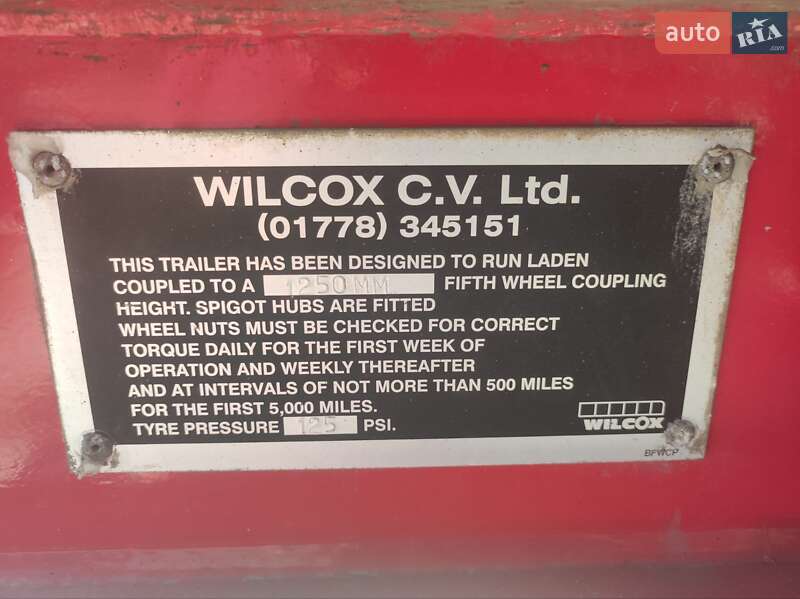 auto RIA .com
WILCOX C.V. Ltd.
(01778) 345151
THIS TRAILER HAS BEEN DESIGNED TO RUN LADEN
COUPLED TO A 1250MM FIFTH WHEEL COUPLING
HEIGHT. SPIGOT HUBS ARE FITTED
WHEEL NUTS MUST BE CHECKED FOR CORRECT
TORQUE DAILY FOR THE FIRST WEEK OF
OPERATION AND WEEKLY THEREAFTER
AND AT INTERVALS OF NOT MORE THAN 500 MILES
FOR THE FIRST 5,000 MILES.
TYRE PRESSURE 125 PSI.
WILCOX
BFWCP